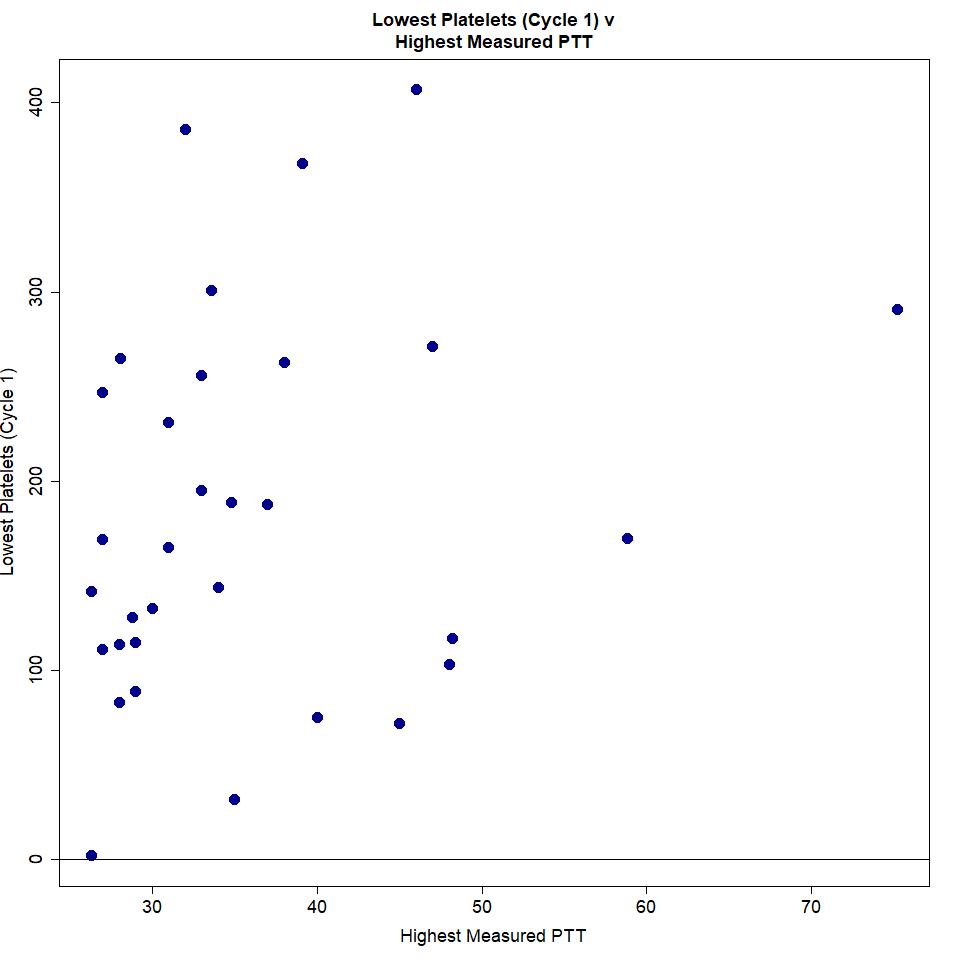 Lowest Platelets (Cycle 1) v
Highest Measured PTT
Lowest Platelets (Cycle 1)
400
300
200
100
0
30 40 50 60 70
Highest Measured PTT